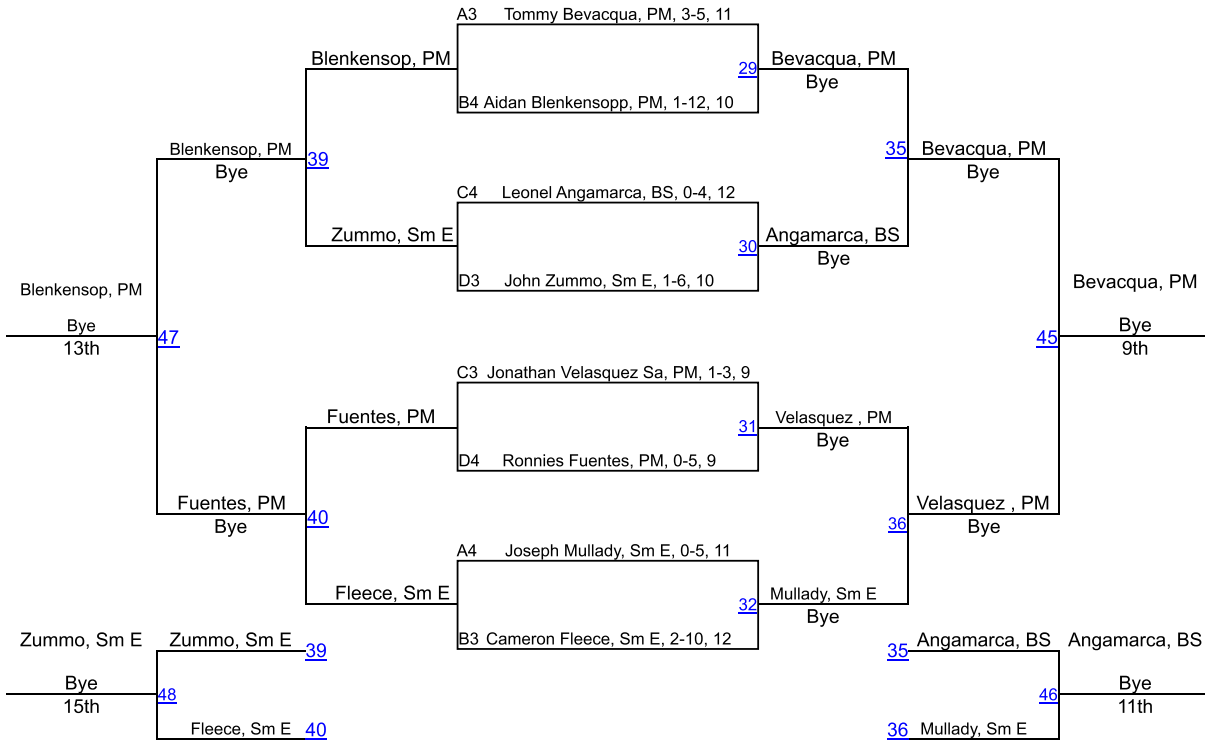 A3 Tommy Bevacqua, PM, 3-5, 11
Blenkensop, PM
29
Bevacqua, PM
Bye
B4 Aidan Blenkensopp, PM, 1-12, 10
Blenkensop, PM
Bye
39
35
Bevacqua, PM
Bye
C4 Leonel Angamarca, BS, 0-4, 12
Zummo, Sm E
30
Angamarca, BS
Bye
D3 John Zummo, Sm E, 1-6, 10
Blenkensop, PM
Bye
13th
47
45
Bevacqua, PM
Bye
9th
C3 Jonathan Velasquez Sa, PM, 1-3, 9
Fuentes, PM
31
Velasquez , PM
Bye
D4 Ronnies Fuentes, PM, 0-5, 9
Fuentes, PM
Bye
40
36
Velasquez , PM
Bye
A4 Joseph Mullady, Sm E, 0-5, 11
Fleece, Sm E
32
Mullady, Sm E
Bye
B3 Cameron Fleece, Sm E, 2-10, 12
Zummo, Sm E
Zummo, Sm E
39
35
Angamarca, BS
Angamarca, BS
Bye
15th
48
46
Bye
11th
Fleece, Sm E
40
36
Mullady, Sm E